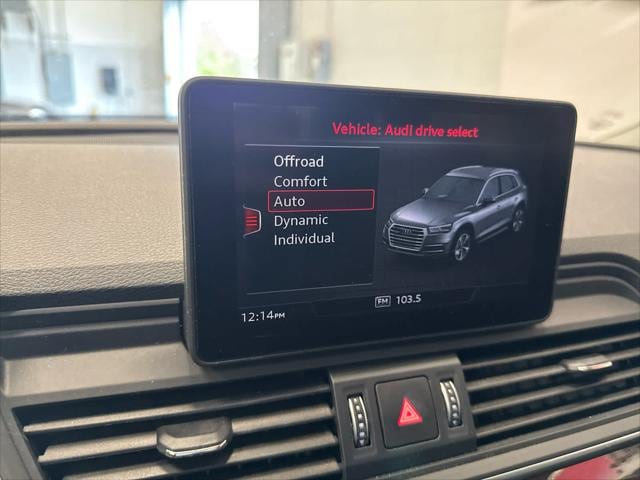 Vehicle: Audi drive select
Offroad
Comfort
Auto
Dynamic
Individual
FM 103.5
12:14PM